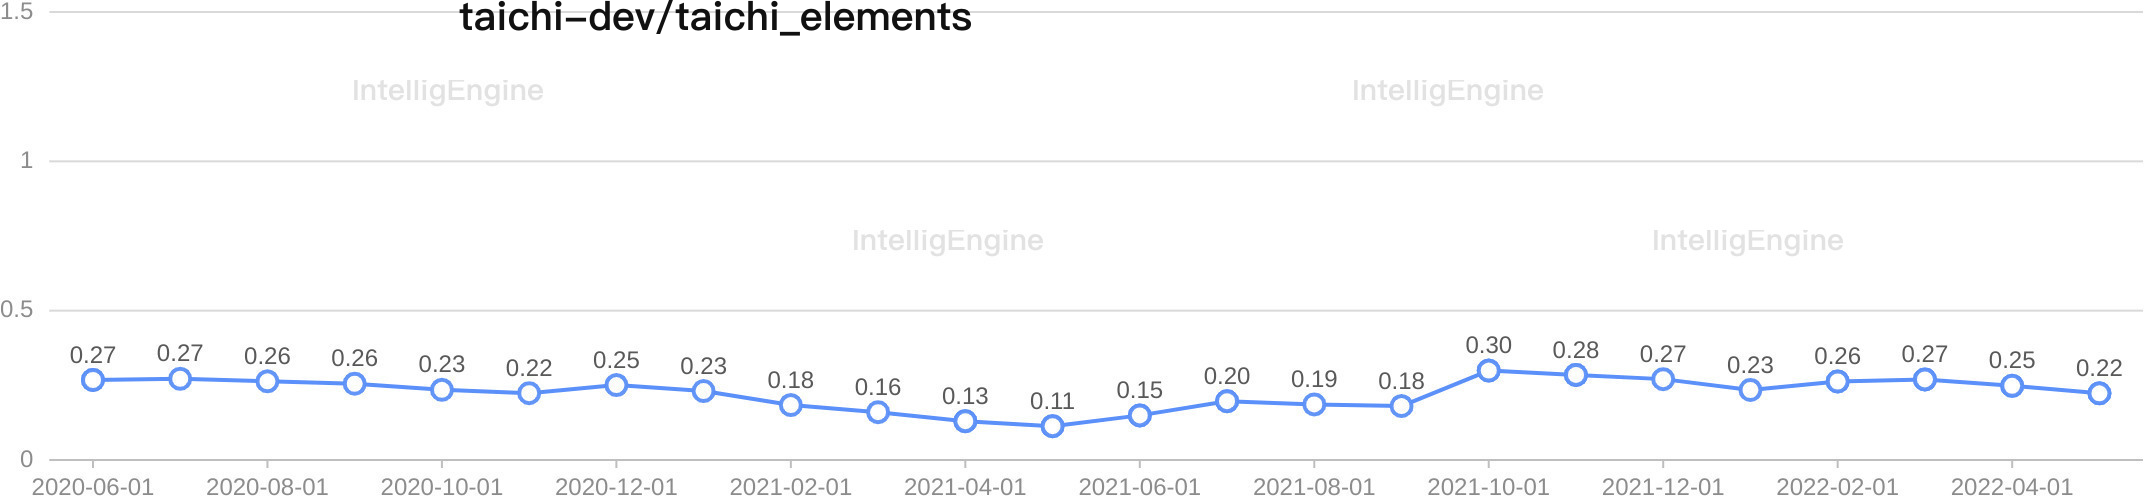 taichi–dev/taichi_elements
1.5
IntelligEngine IntelligEngine
1
IntelligEngine IntelligEngine
0.5
0.27 0.27 0.26 0.26 0.23 0.22 0.25 0.23 0.18 0.16 0.13 0.11 0.15 0.20 0.19 0.18 0.30 0.28 0.27 0.23 0.26 0.27 0.25 0.22
0
2020-06-01 2020-08-01 2020-10-01 2020-12-01 2021-02-01 2021-04-01 2021-06-01 2021-08-01 2021-10-01 2021-12-01 2022-02-01 2022-04-01